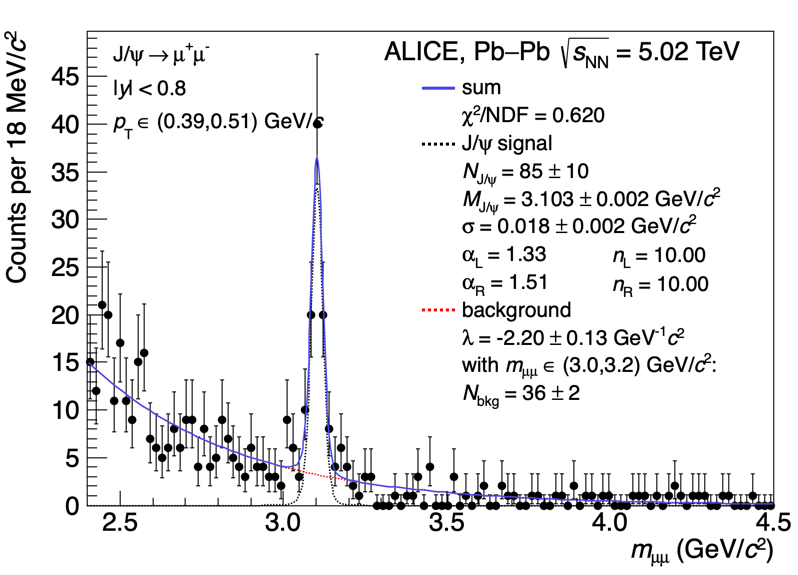 J/ψ → μ⁺μ⁻
|y| < 0.8
p_T ∈ (0.39,0.51) GeV/c
ALICE, Pb–Pb √s_NN = 5.02 TeV
sum
χ²/NDF = 0.620
J/ψ signal
N_J/ψ = 85 ± 10
M_J/ψ = 3.103 ± 0.002 GeV/c²
σ = 0.018 ± 0.002 GeV/c²
α_L = 1.33 n_L = 10.00
α_R = 1.51 n_R = 10.00
background
λ = -2.20 ± 0.13 GeV⁻¹c²
with m_μμ ∈ (3.0,3.2) GeV/c²:
N_bkg = 36 ± 2
Counts per 18 MeV/c²
45
40
35
30
25
20
15
10
5
0
2.5 3.0 3.5 4.0 4.5
m_μμ (GeV/c²)